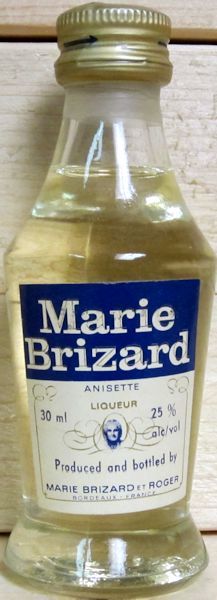 Marie
Brizard
ANISETTE
LIQUEUR
30 ml 25 %
alc/vol
Produced and bottled by
MARIE BRIZARD ET ROGER
BORDEAUX - FRANCE